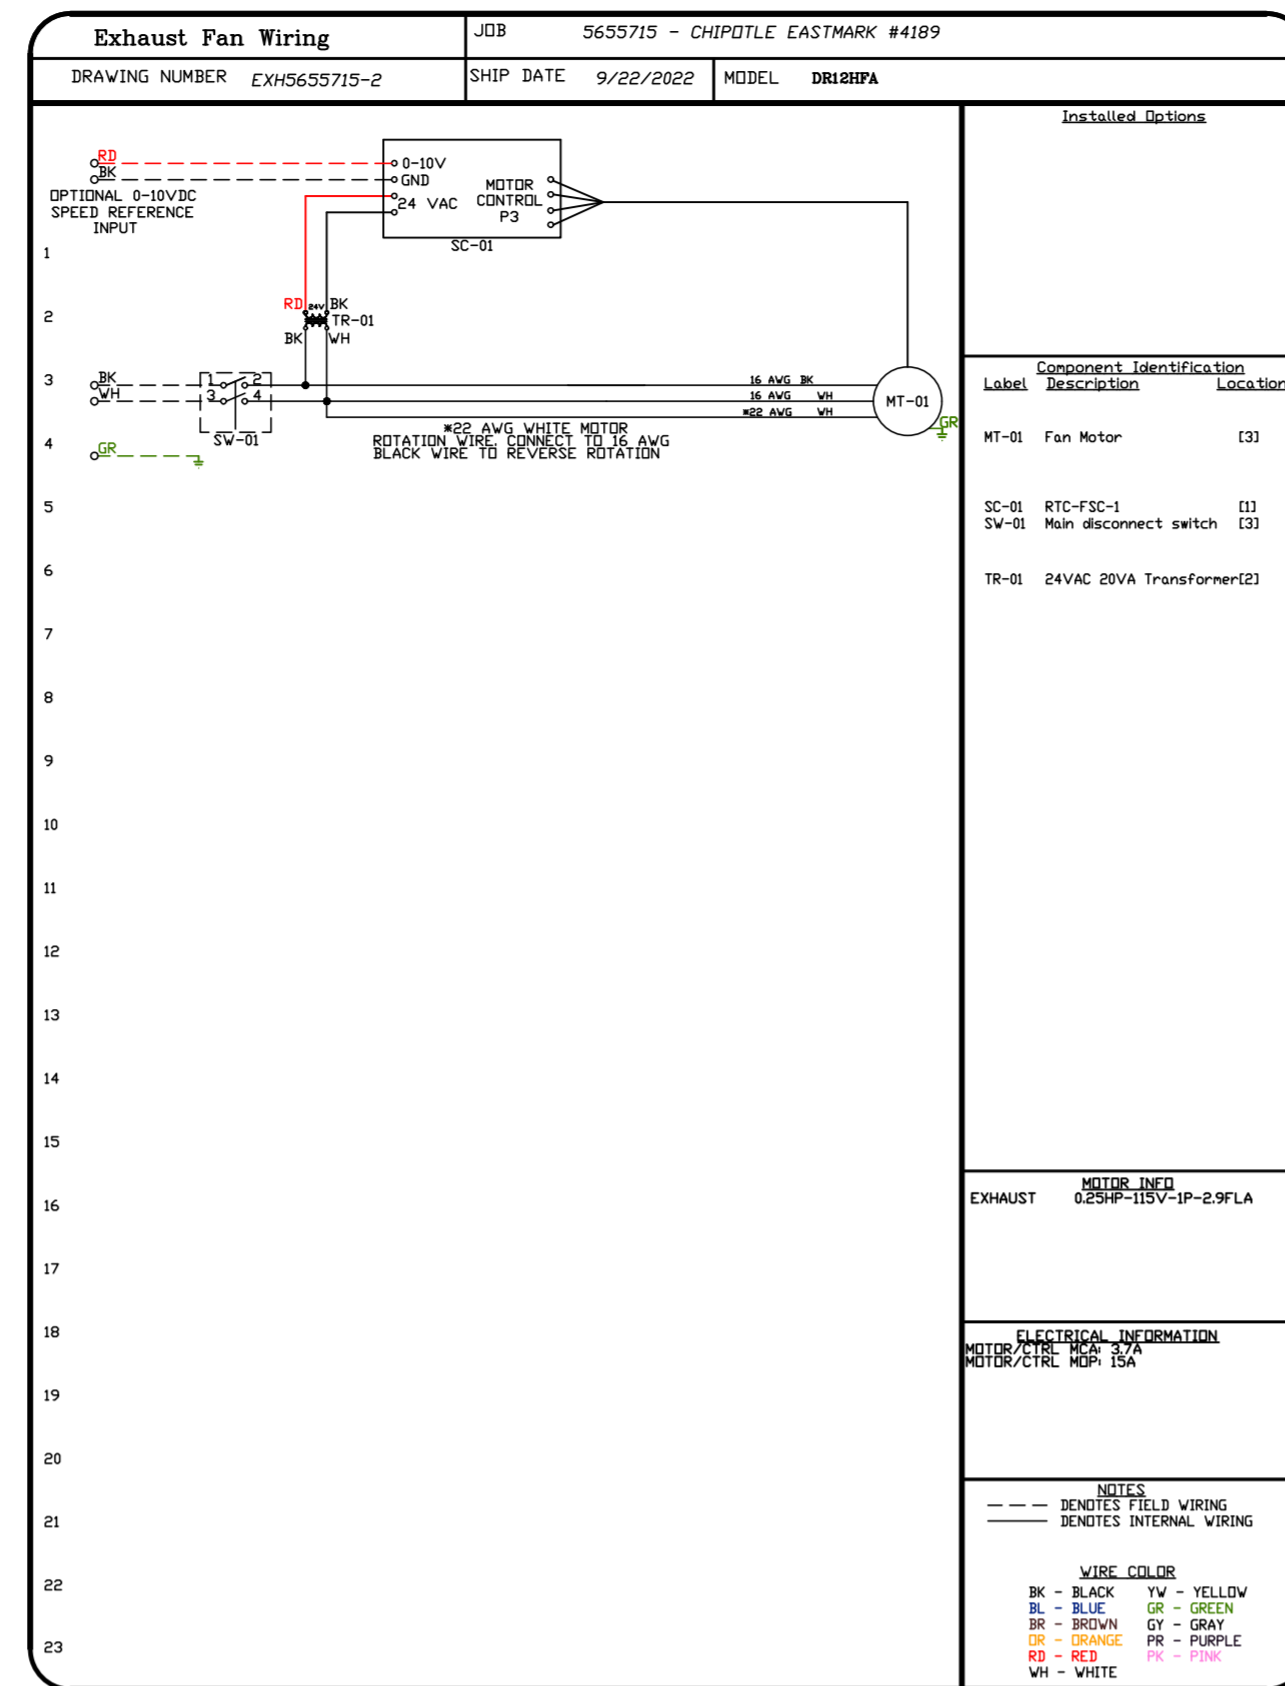 Exhaust Fan Wiring
JOB 5655715 - CHIPOTLE EASTMARK #4189
DRAWING NUMBER EXH5655715-2
SHIP DATE 9/22/2022
MODEL DR12HFA
RD
BK
OPTIONAL 0-10VDC
SPEED REFERENCE
INPUT
0-10V
GND
24 VAC
MOTOR
CONTROL
P3
SC-01
1
RD 24V BK
2
TR-01
BK WH
3
BK
WH
1 2
3 4
SW-01
16 AWG BK
16 AWG WH
*22 AWG WH
MT-01
GR
*22 AWG WHITE MOTOR
ROTATION WIRE. CONNECT TO 16 AWG
BLACK WIRE TO REVERSE ROTATION
4
GR
5
6
7
8
9
10
11
12
13
14
15
16
17
18
19
20
21
22
23
Installed Options
Component Identification
Label Description Location
MT-01 Fan Motor [3]
SC-01 RTC-FSC-1 [1]
SW-01 Main disconnect switch [3]
TR-01 24VAC 20VA Transformer[2]
MOTOR INFO
EXHAUST 0.25HP-115V-1P-2.9FLA
ELECTRICAL INFORMATION
MOTOR/CTRL MCA: 3.7A
MOTOR/CTRL MOP: 15A
NOTES
DENOTES FIELD WIRING
DENOTES INTERNAL WIRING
WIRE COLOR
BK - BLACK YW - YELLOW
BL - BLUE GR - GREEN
BR - BROWN GY - GRAY
OR - ORANGE PR - PURPLE
RD - RED PK - PINK
WH - WHITE